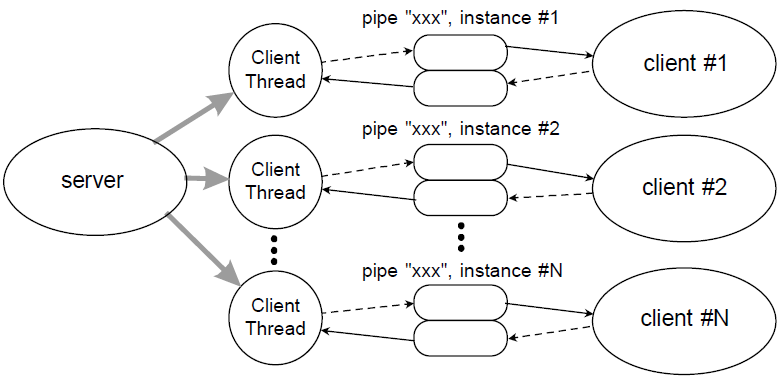 pipe "xxx", instance #1
Client
Thread
client #1
pipe "xxx", instance #2
server
Client
Thread
client #2
pipe "xxx", instance #N
Client
Thread
client #N